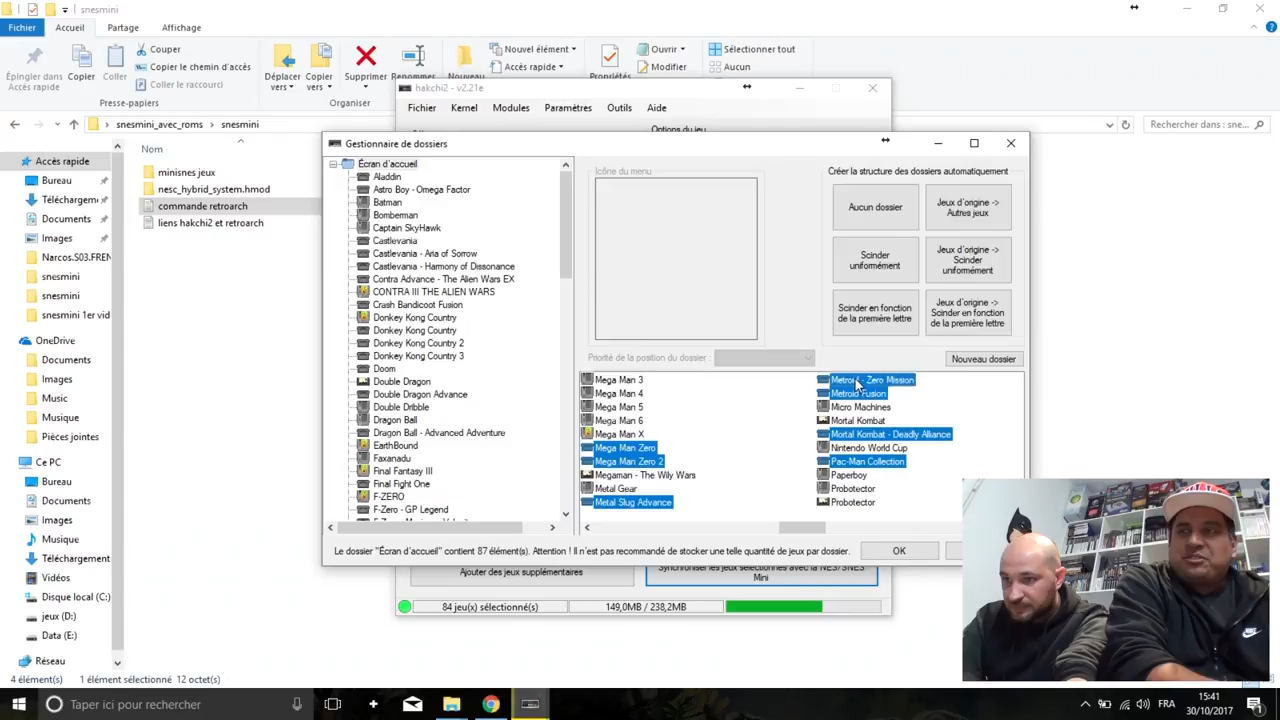 snesmini
Fichier
Accueil
Partage
Affichage
Épingler dans
Accès rapide
Copier
Coller
Couper
Copier le chemin d'accès
Coller le raccourci
Presse-papiers
Déplacer
vers
Copier
vers
Supprimer
Renommer
Organiser
Nouveau
Nouvel élément
Accès rapide
Propriétés
Ouvrir
Modifier
Sélectionner tout
Aucun
snesmini_avec_roms
snesmini
Rechercher dans : sne...
Accès rapide
Bureau
Téléchargem
Documents
Images
Narcos.S03.FREN
snesmini
snesmini
snesmini 1er vid
OneDrive
Documents
Images
Music
Musique
Pièces jointes
Ce PC
Bureau
Documents
Images
Musique
Téléchargement
Vidéos
Disque local (C:
jeux (D:)
Data (E:)
Réseau
Nom
minisnes jeux
nesc_hybrid_system.hmod
commande retroarch
liens hakchi2 et retroarch
4 élément(s)
1 élément sélectionné 12 octet(s)
hakchi2 - v2.21e
Fichier
Kernel
Modules
Paramètres
Outils
Aide
Options du jeu
Gestionnaire de dossiers
Écran d'accueil
Aladdin
Astro Boy - Omega Factor
Batman
Bomberman
Captain SkyHawk
Castlevania
Castlevania - Aria of Sorrow
Castlevania - Harmony of Dissonance
Contra Advance - The Alien Wars EX
CONTRA III THE ALIEN WARS
Crash Bandicoot Fusion
Donkey Kong Country
Donkey Kong Country
Donkey Kong Country 2
Donkey Kong Country 3
Doom
Double Dragon
Double Dragon Advance
Double Dribble
Dragon Ball
Dragon Ball - Advanced Adventure
EarthBound
Faxanadu
Final Fantasy III
Final Fight One
F-ZERO
F-Zero - GP Legend
Icône du menu
Créer la structure des dossiers automatiquement
Aucun dossier
Jeux d'origine ->
Autres jeux
Scinder
uniformément
Jeux d'origine ->
Scinder
uniformément
Scinder en fonction
de la première lettre
Jeux d'origine ->
Scinder en fonction
de la première lettre
Priorité de la position du dossier :
Nouveau dossier
Mega Man 3
Mega Man 4
Mega Man 5
Mega Man 6
Mega Man X
Mega Man Zero
Mega Man Zero 2
Megaman - The Wily Wars
Metal Gear
Metal Slug Advance
Metroid - Zero Mission
Metroid Fusion
Micro Machines
Mortal Kombat
Mortal Kombat - Deadly Alliance
Nintendo World Cup
Pac-Man Collection
Paperboy
Probotector
Probotector
Le dossier "Écran d'accueil" contient 87 élément(s). Attention ! Il n'est pas recommandé de stocker une telle quantité de jeux par dossier.
OK
Ajouter des jeux supplémentaires
Synchroniser les jeux sélectionnés avec la NES/SNES
Mini
84 jeu(x) sélectionné(s)
149,0MB / 238,2MB
Taper ici pour rechercher
FRA
15:41
30/10/2017